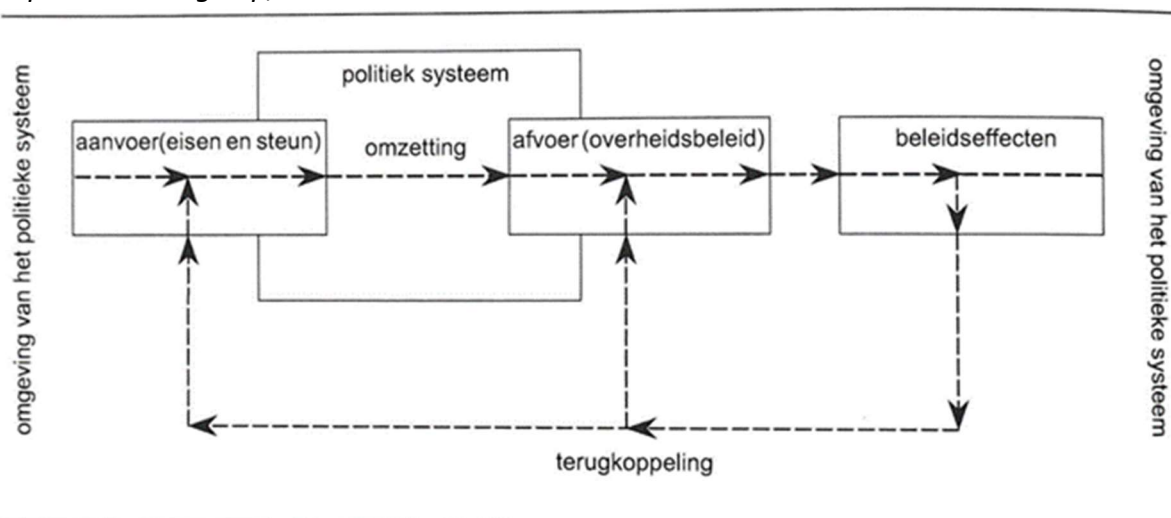 omgeving van het politieke systeem
politiek systeem
aanvoer(eisen en steun)
omzetting
afvoer (overheidsbeleid)
beleidseffecten
omgeving van het politieke systeem
terugkoppeling